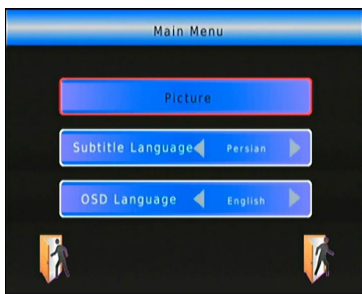 Main Menu
Picture
Subtitle Language Persian
OSD Language English